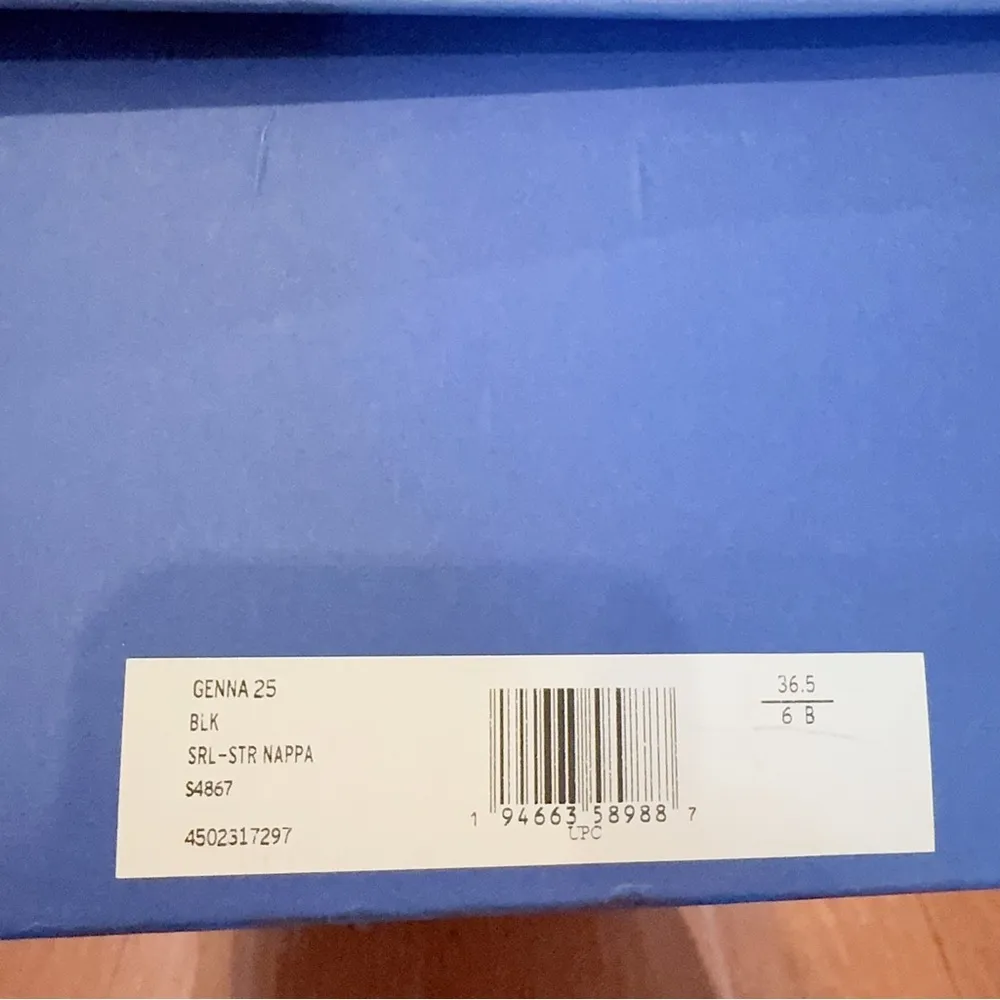 GENNA 25
BLK
SRL-STR NAPPA
S4867
4502317297
1 94663 58988 7
UPC
36.5
6 B